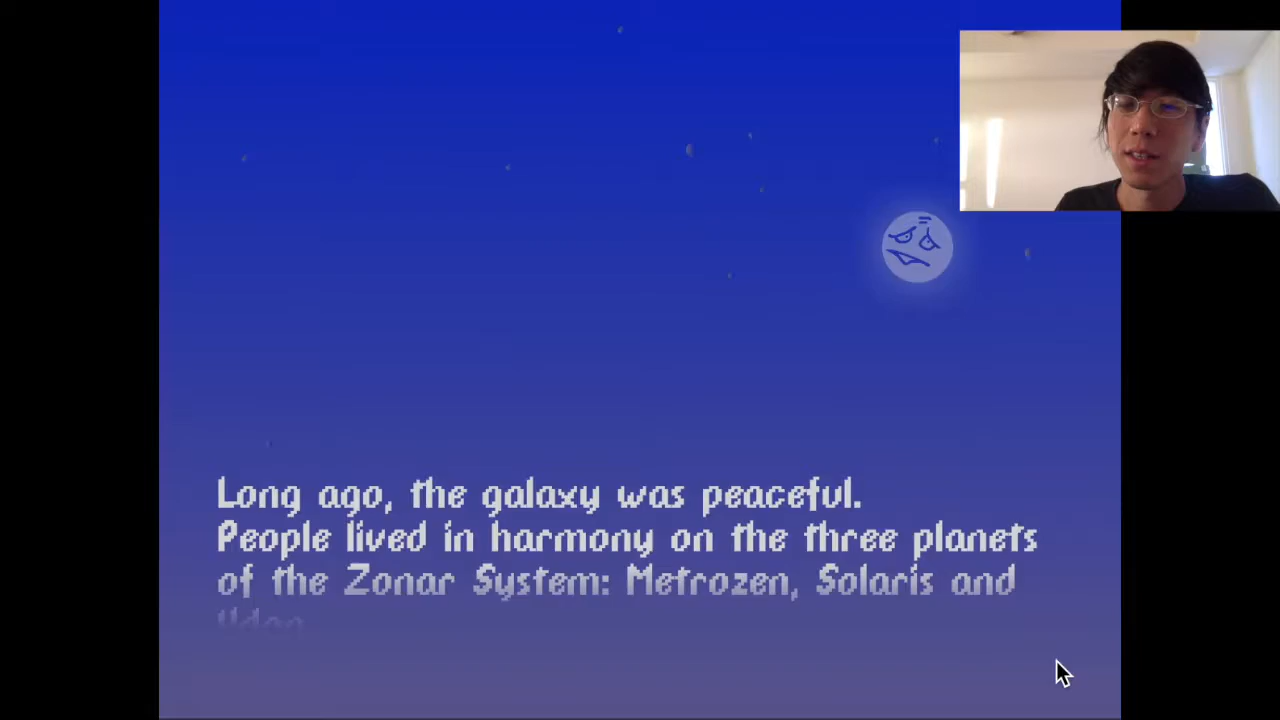 Long ago, the galaxy was peaceful.
People lived in harmony on the three planets
of the Zonar System: Metrozen, Solaris and